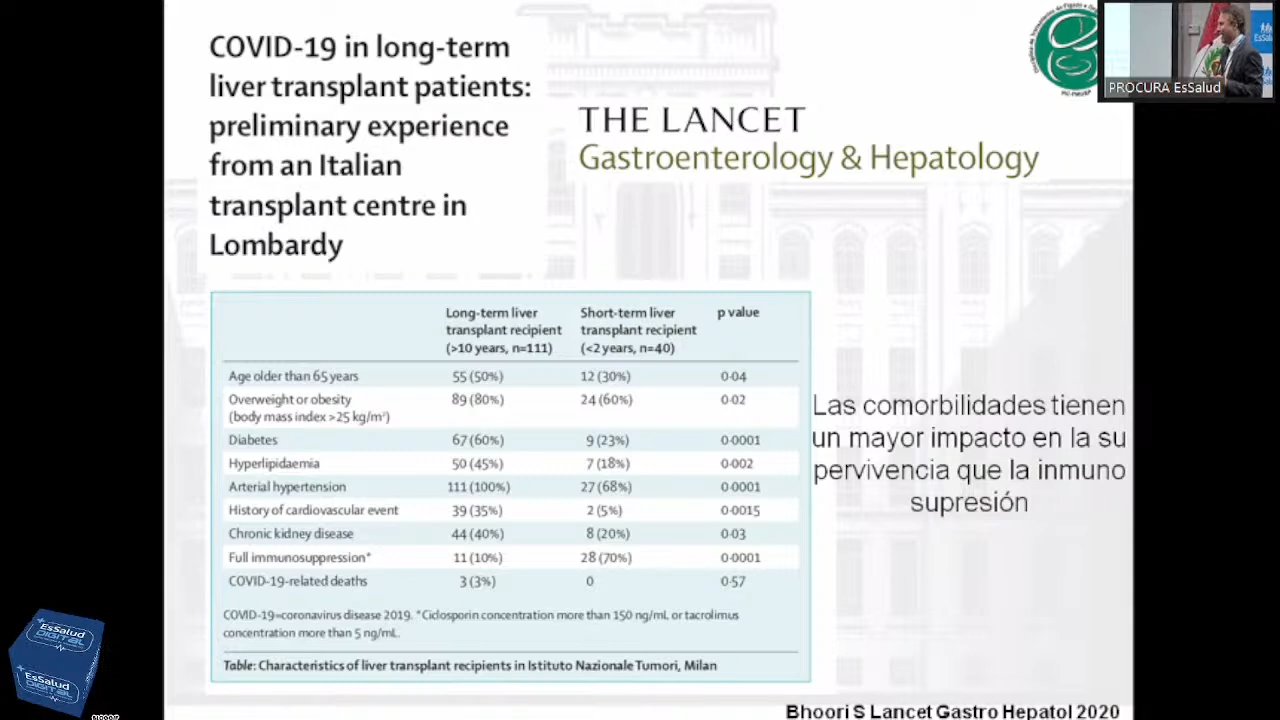 COVID-19 in long-term
liver transplant patients:
preliminary experience
from an Italian
transplant centre in
Lombardy
THE LANCET
Gastroenterology & Hepatology
PROCURA EsSalud
Long-term liver transplant recipient (>10 years, n=111) Short-term liver transplant recipient (<2 years, n=40) p value
Age older than 65 years 55 (50%) 12 (30%) 0·04
Overweight or obesity (body mass index >25 kg/m²) 89 (80%) 24 (60%) 0·02
Diabetes 67 (60%) 9 (23%) 0·0001
Hyperlipidaemia 50 (45%) 7 (18%) 0·002
Arterial hypertension 111 (100%) 27 (68%) 0·0001
History of cardiovascular event 39 (35%) 2 (5%) 0·0015
Chronic kidney disease 44 (40%) 8 (20%) 0·03
Full immunosuppression* 11 (10%) 28 (70%) 0·0001
COVID-19-related deaths 3 (3%) 0 0·57
COVID-19=coronavirus disease 2019. *Ciclosporin concentration more than 150 ng/mL or tacrolimus
concentration more than 5 ng/mL.
Table: Characteristics of liver transplant recipients in Istituto Nazionale Tumori, Milan
Las comorbilidades tienen
un mayor impacto en la su
pervivencia que la inmuno
supresión
Bhoori S Lancet Gastro Hepatol 2020
EsSalud
DIGITAL
EsSalud
DIGITAL